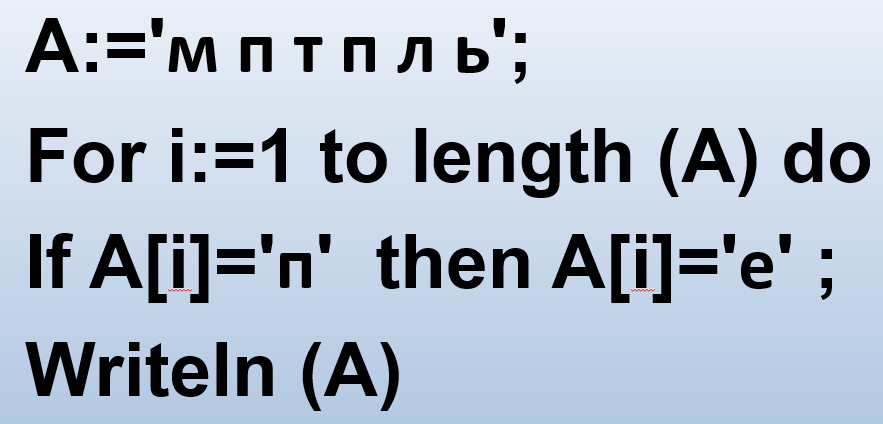 A:='м п т п л ь';
For i:=1 to length (A) do
If A[i]='п' then A[i]='е' ;
Writeln (A)